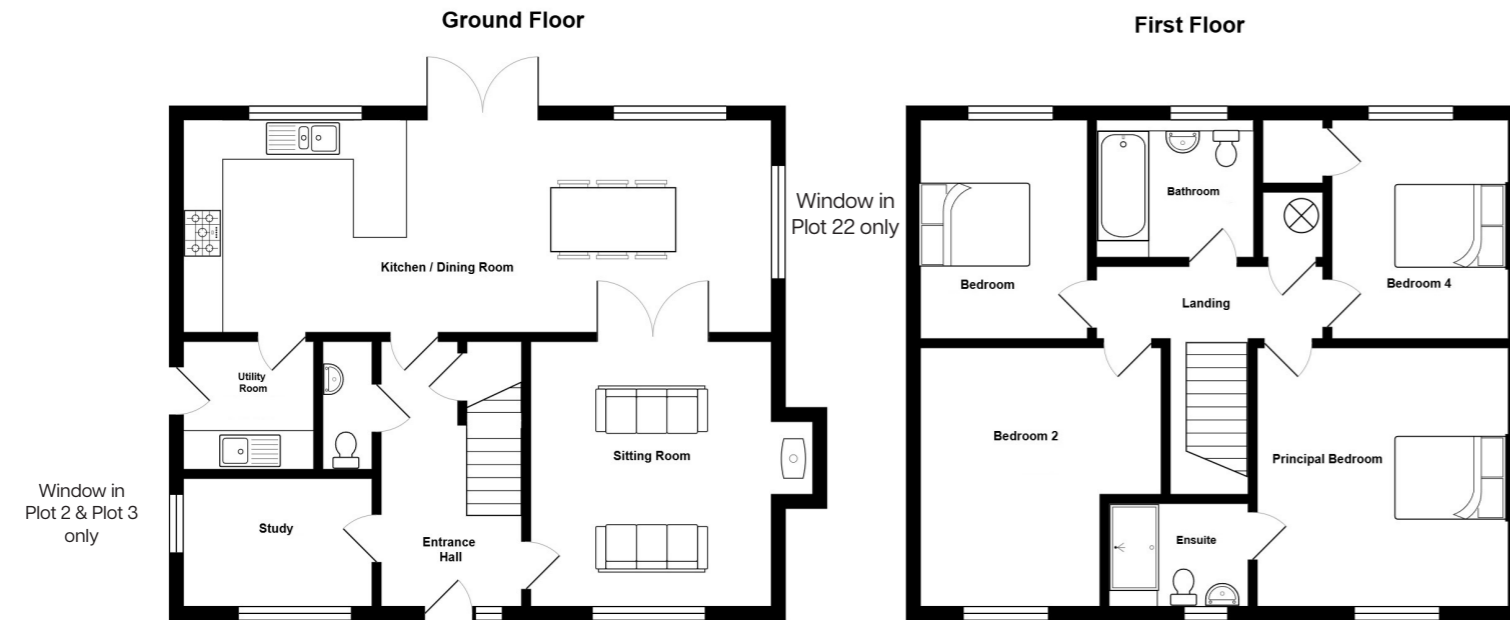 Ground Floor
Window in
Plot 22 only
Kitchen / Dining Room
Utility
Room
Sitting Room
Window in
Plot 2 & Plot 3
only
Study
Entrance
Hall
First Floor
Bathroom
Bedroom
Landing
Bedroom 4
Bedroom 2
Principal Bedroom
Ensuite